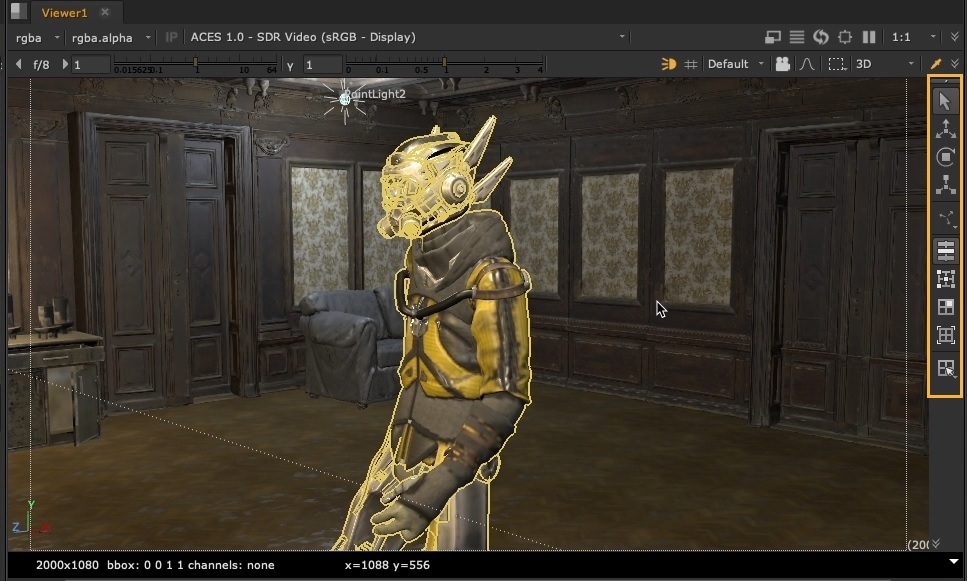 Viewer1
rgba rgba.alpha IP ACES 1.0 - SDR Video (sRGB - Display) 1:1
f/8 1 0.015625 0.1 1 10 64 γ 1 0 0.1 0.5 1 2 3 4 Default 3D
PointLight2
Y
Z
(200
2000x1080 bbox: 0 0 1 1 channels: none x=1088 y=556